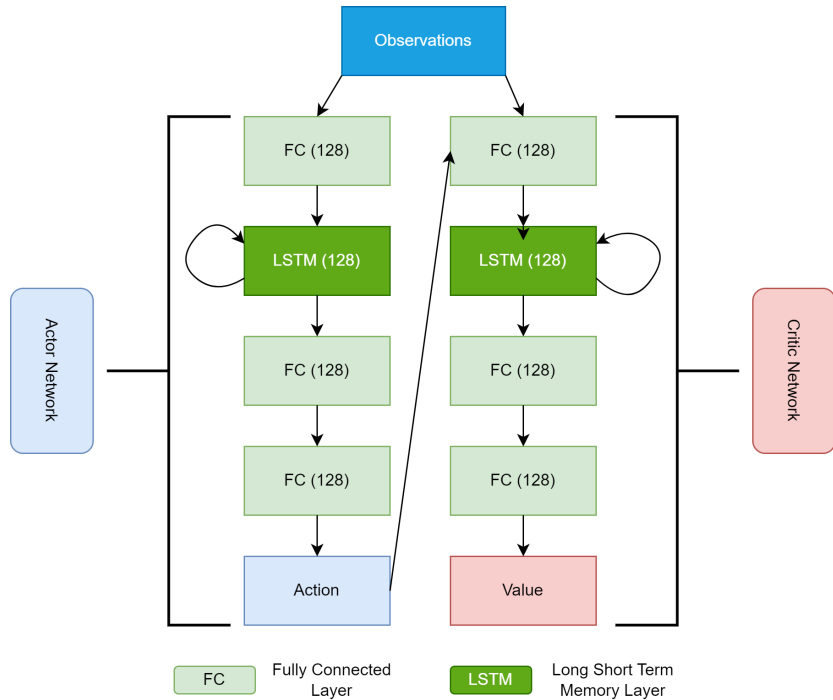 Observations
FC (128)
FC (128)
LSTM (128)
LSTM (128)
FC (128)
FC (128)
FC (128)
FC (128)
Action
Value
Actor Network
Critic Network
FC
Fully Connected
Layer
LSTM
Long Short Term
Memory Layer